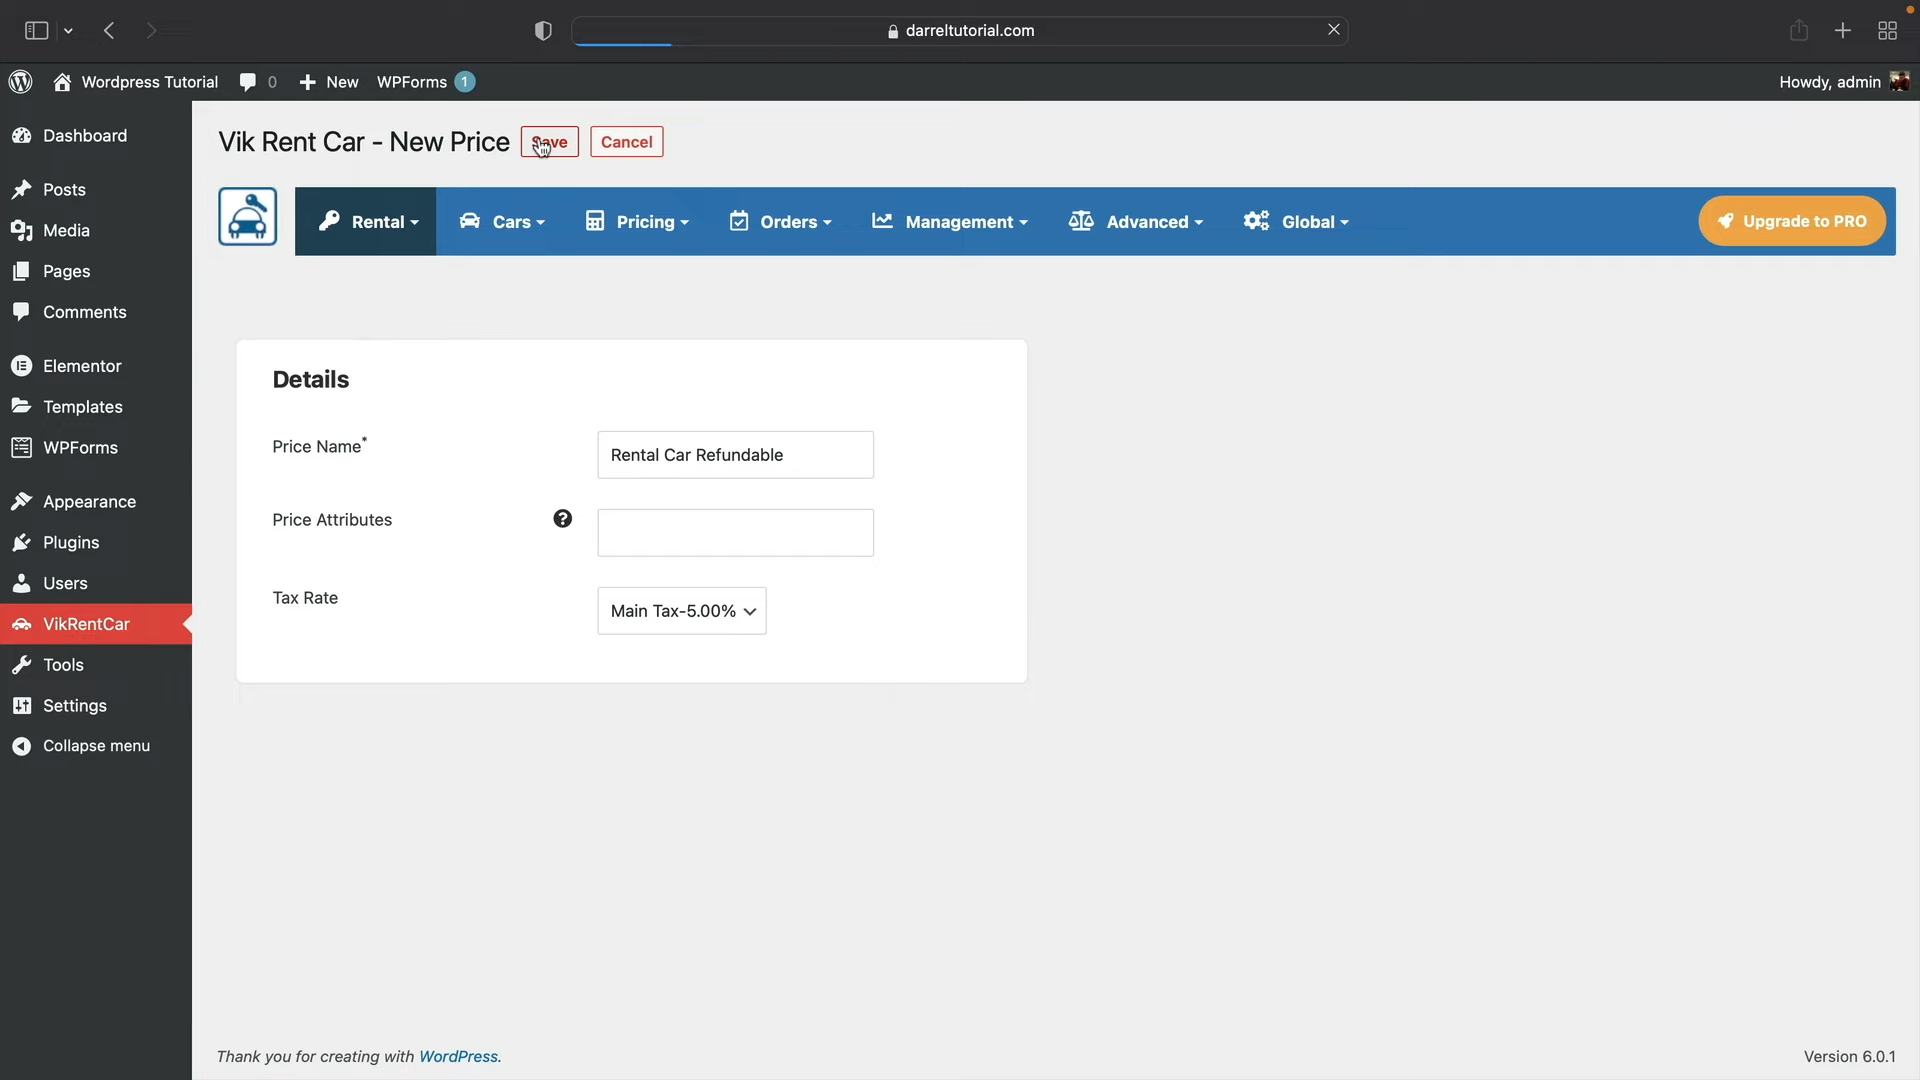 darreltutorial.com
Wordpress Tutorial 0 New WPForms 1 Howdy, admin
Dashboard
Posts
Media
Pages
Comments
Elementor
Templates
WPForms
Appearance
Plugins
Users
VikRentCar
Tools
Settings
Collapse menu
Vik Rent Car - New Price Save Cancel
Rental Cars Pricing Orders Management Advanced Global Upgrade to PRO
Details
Price Name*
Rental Car Refundable
Price Attributes ?
Tax Rate
Main Tax-5.00%
Thank you for creating with WordPress.
Version 6.0.1